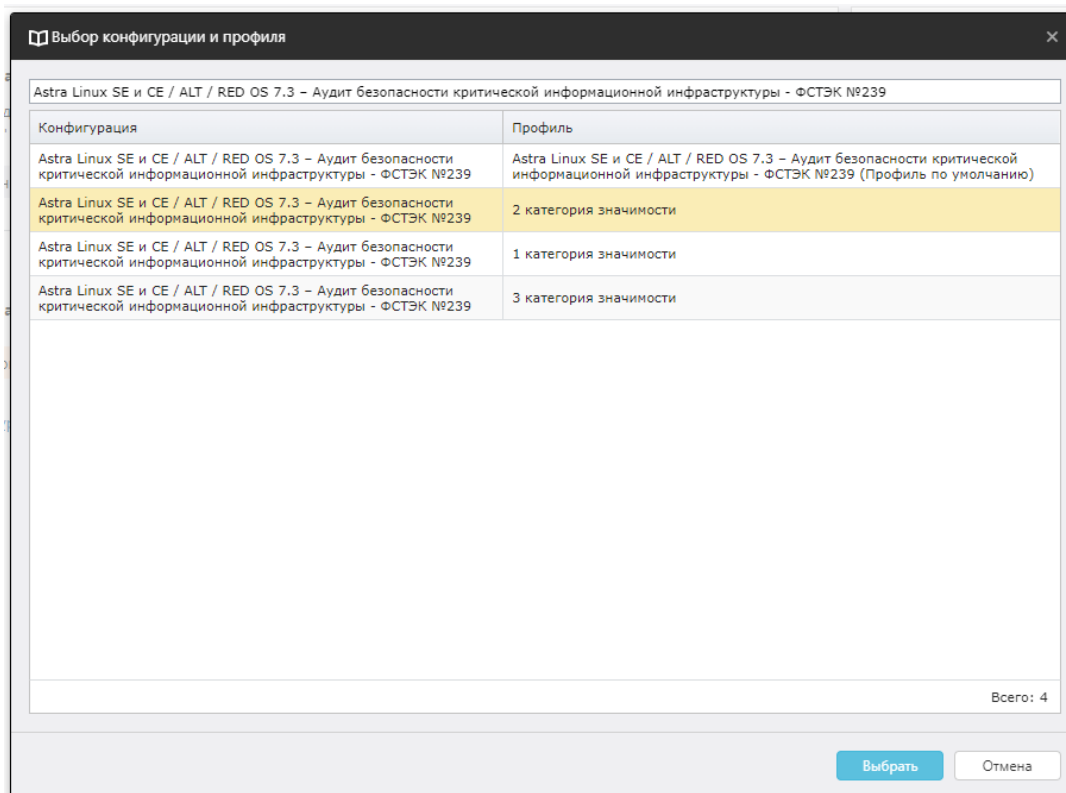 Выбор конфигурации и профиля
Astra Linux SE и CE / ALT / RED OS 7.3 – Аудит безопасности критической информационной инфраструктуры - ФСТЭК №239
Конфигурация
Профиль
Astra Linux SE и CE / ALT / RED OS 7.3 – Аудит безопасности
критической информационной инфраструктуры - ФСТЭК №239
Astra Linux SE и CE / ALT / RED OS 7.3 – Аудит безопасности критической
информационной инфраструктуры - ФСТЭК №239 (Профиль по умолчанию)
Astra Linux SE и CE / ALT / RED OS 7.3 – Аудит безопасности
критической информационной инфраструктуры - ФСТЭК №239
2 категория значимости
Astra Linux SE и CE / ALT / RED OS 7.3 – Аудит безопасности
критической информационной инфраструктуры - ФСТЭК №239
1 категория значимости
Astra Linux SE и CE / ALT / RED OS 7.3 – Аудит безопасности
критической информационной инфраструктуры - ФСТЭК №239
3 категория значимости
Всего: 4
Выбрать
Отмена